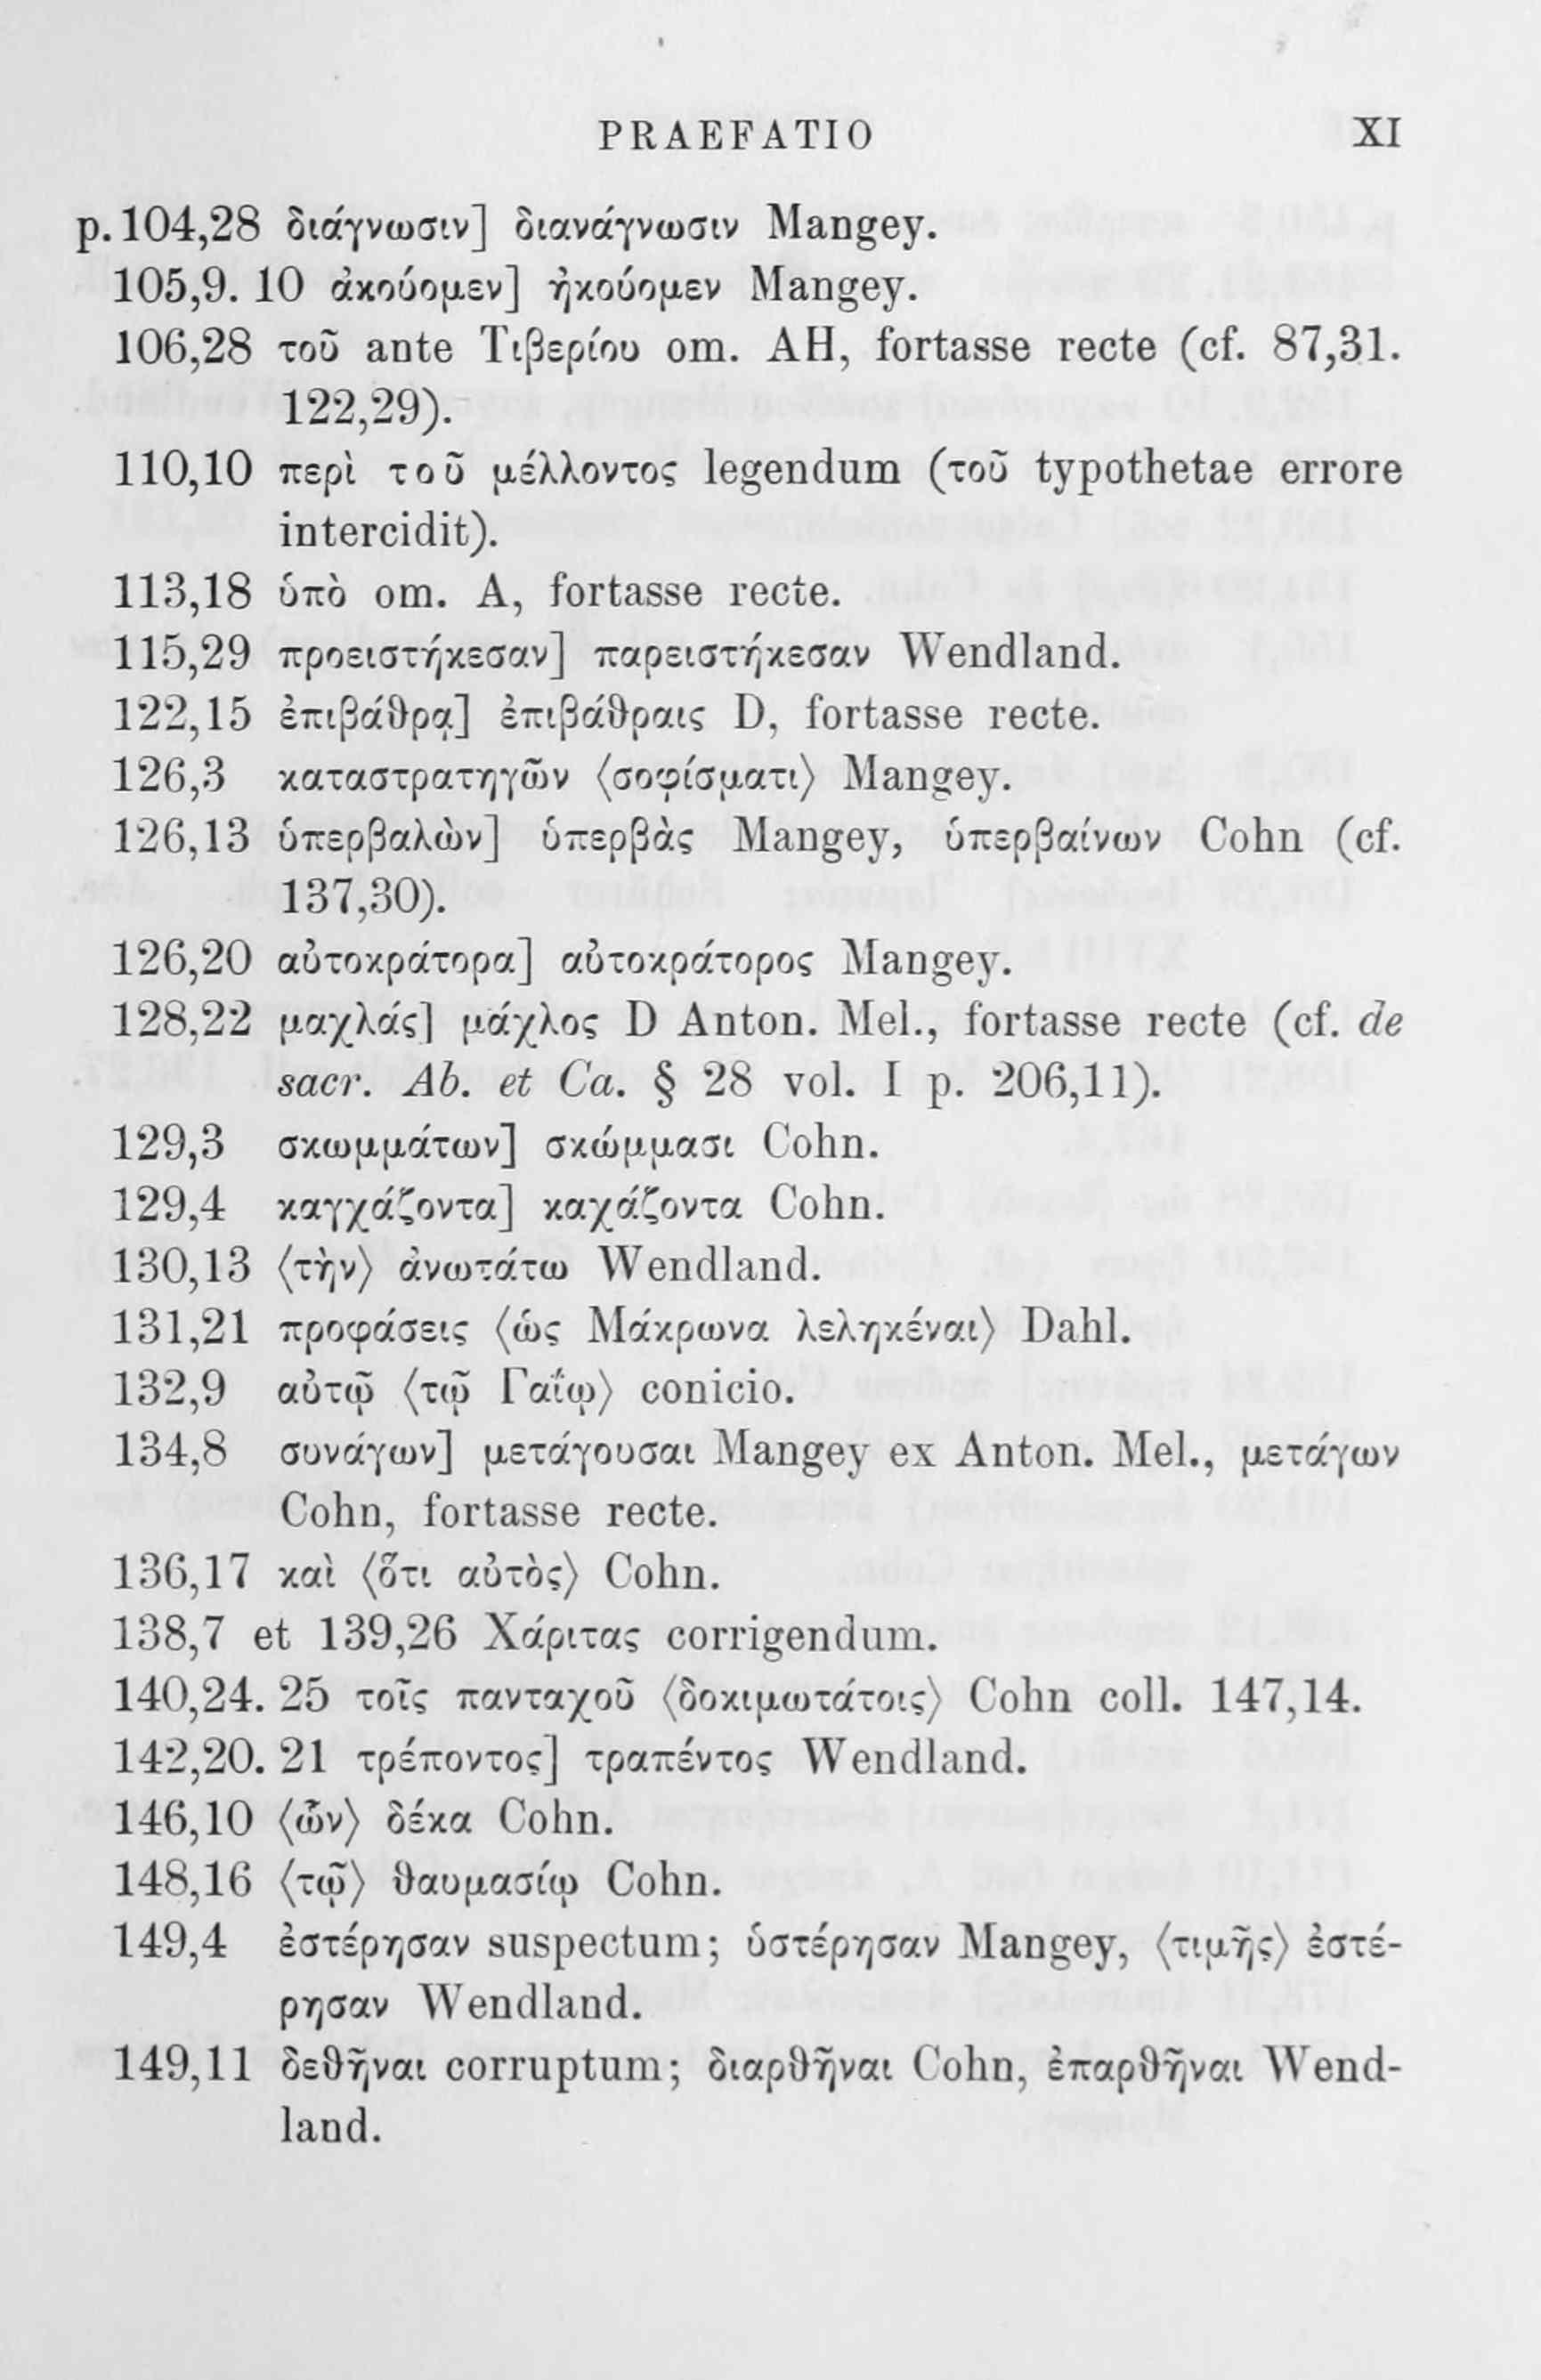 PRAEFATIO XI
p. 104,28 διάγνωσιν] διανάγνωσιν Mangey.
105,9. 10 ἀκούομεν] ἠκούομεν Mangey.
106,28 τοῦ ante Τιβερίου om. AH, fortasse recte (cf. 87,31.
122,29).
110,10 περὶ τοῦ μέλλοντος legendum (τοῦ typothetae errore
intercidit).
113,18 ὑπὸ om. A, fortasse recte.
115,29 προειστήκεσαν] παρειστήκεσαν Wendland.
122,15 ἐπιβάθρᾳ] ἐπιβάθραις D, fortasse recte.
126,3 καταστρατηγῶν ⟨σοφίσματι⟩ Mangey.
126,13 ὑπερβαλὼν] ὑπερβὰς Mangey, ὑπερβαίνων Cohn (cf.
137,30).
126,20 αὐτοκράτορα] αὐτοκράτορος Mangey.
128,22 μαχλάς] μάχλος D Anton. Mel., fortasse recte (cf. de
sacr. Ab. et Ca. § 28 vol. I p. 206,11).
129,3 σκωμμάτων] σκώμμασι Cohn.
129,4 καγχάζοντα] καχάζοντα Cohn.
130,13 ⟨τὴν⟩ ἀνωτάτω Wendland.
131,21 προφάσεις ⟨ὡς Μάκρωνα λεληκέναι⟩ Dahl.
132,9 αὐτῷ ⟨τῷ Γαΐῳ⟩ conicio.
134,8 συνάγων] μετάγουσαι Mangey ex Anton. Mel., μετάγων
Cohn, fortasse recte.
136,17 καὶ ⟨ὅτι αὐτὸς⟩ Cohn.
138,7 et 139,26 Χάριτας corrigendum.
140,24. 25 τοῖς πανταχοῦ ⟨δοκιμωτάτοις⟩ Cohn coll. 147,14.
142,20. 21 τρέποντος] τραπέντος Wendland.
146,10 ⟨ὧν⟩ δέκα Cohn.
148,16 ⟨τῷ⟩ θαυμασίῳ Cohn.
149,4 ἐστέρησαν suspectum; ὑστέρησαν Mangey, ⟨τιμῆς⟩ ἐστέ-
ρησαν Wendland.
149,11 δεθῆναι corruptum; διαρθῆναι Cohn, ἐπαρθῆναι Wend-
land.